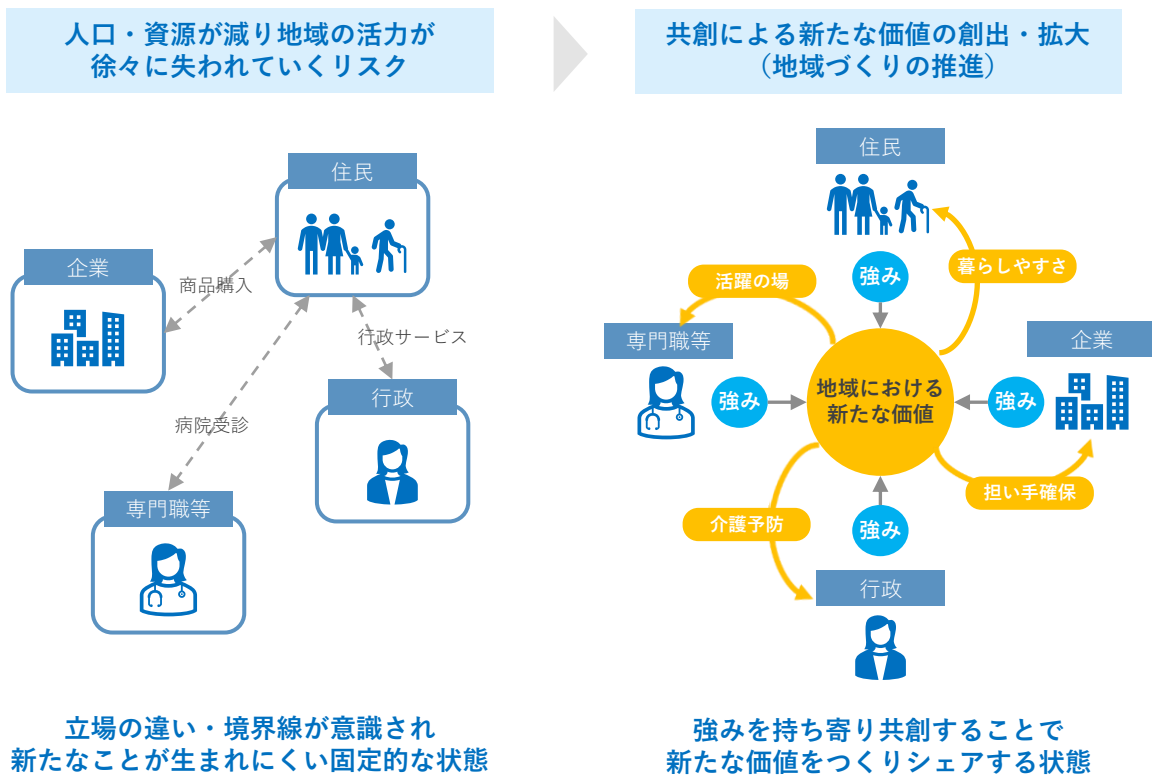 人口・資源が減り地域の活力が
徐々に失われていくリスク
住民
企業
商品購入
行政サービス
行政
病院受診
専門職等
立場の違い・境界線が意識され
新たなことが生まれにくい固定的な状態
共創による新たな価値の創出・拡大
（地域づくりの推進）
住民
強み
暮らしやすさ
活躍の場
専門職等
企業
強み
地域における
新たな価値
強み
担い手確保
介護予防
強み
行政
強みを持ち寄り共創することで
新たな価値をつくりシェアする状態